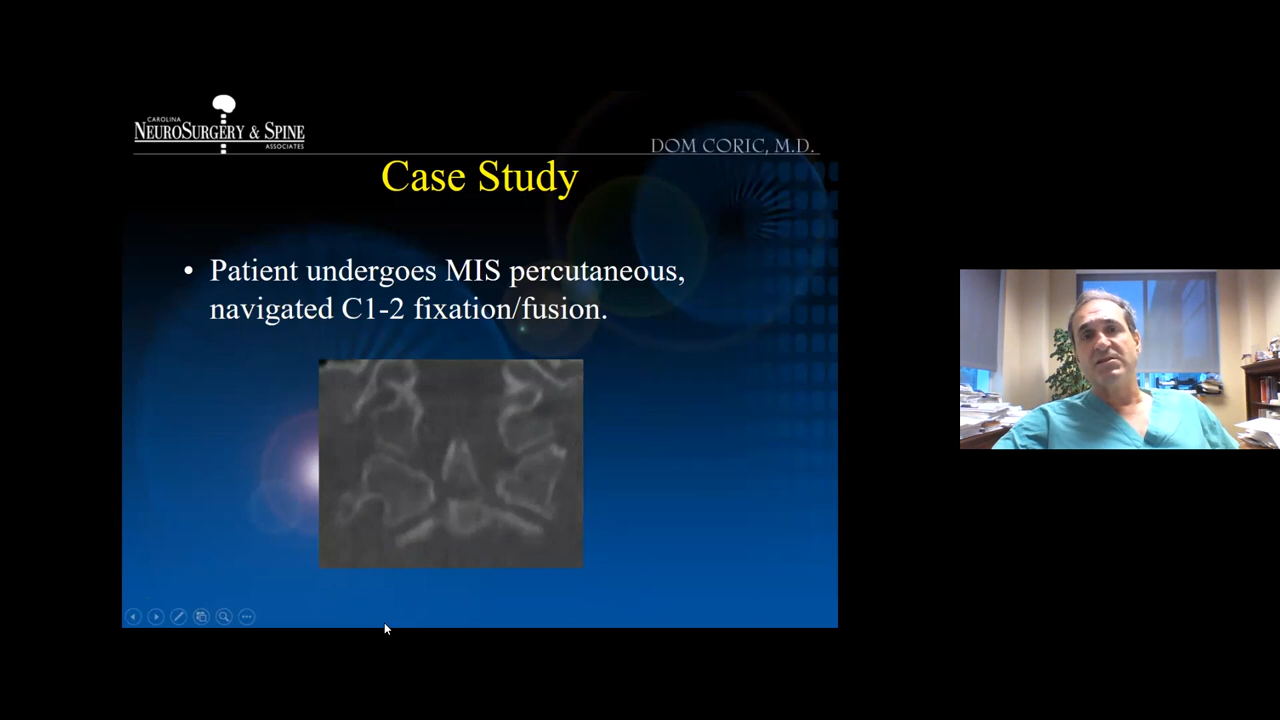 CAROLINA
NEUROSURGERY & SPINE
ASSOCIATES
DOM CORIC, M.D.
Case Study
• Patient undergoes MIS percutaneous,
navigated C1-2 fixation/fusion.